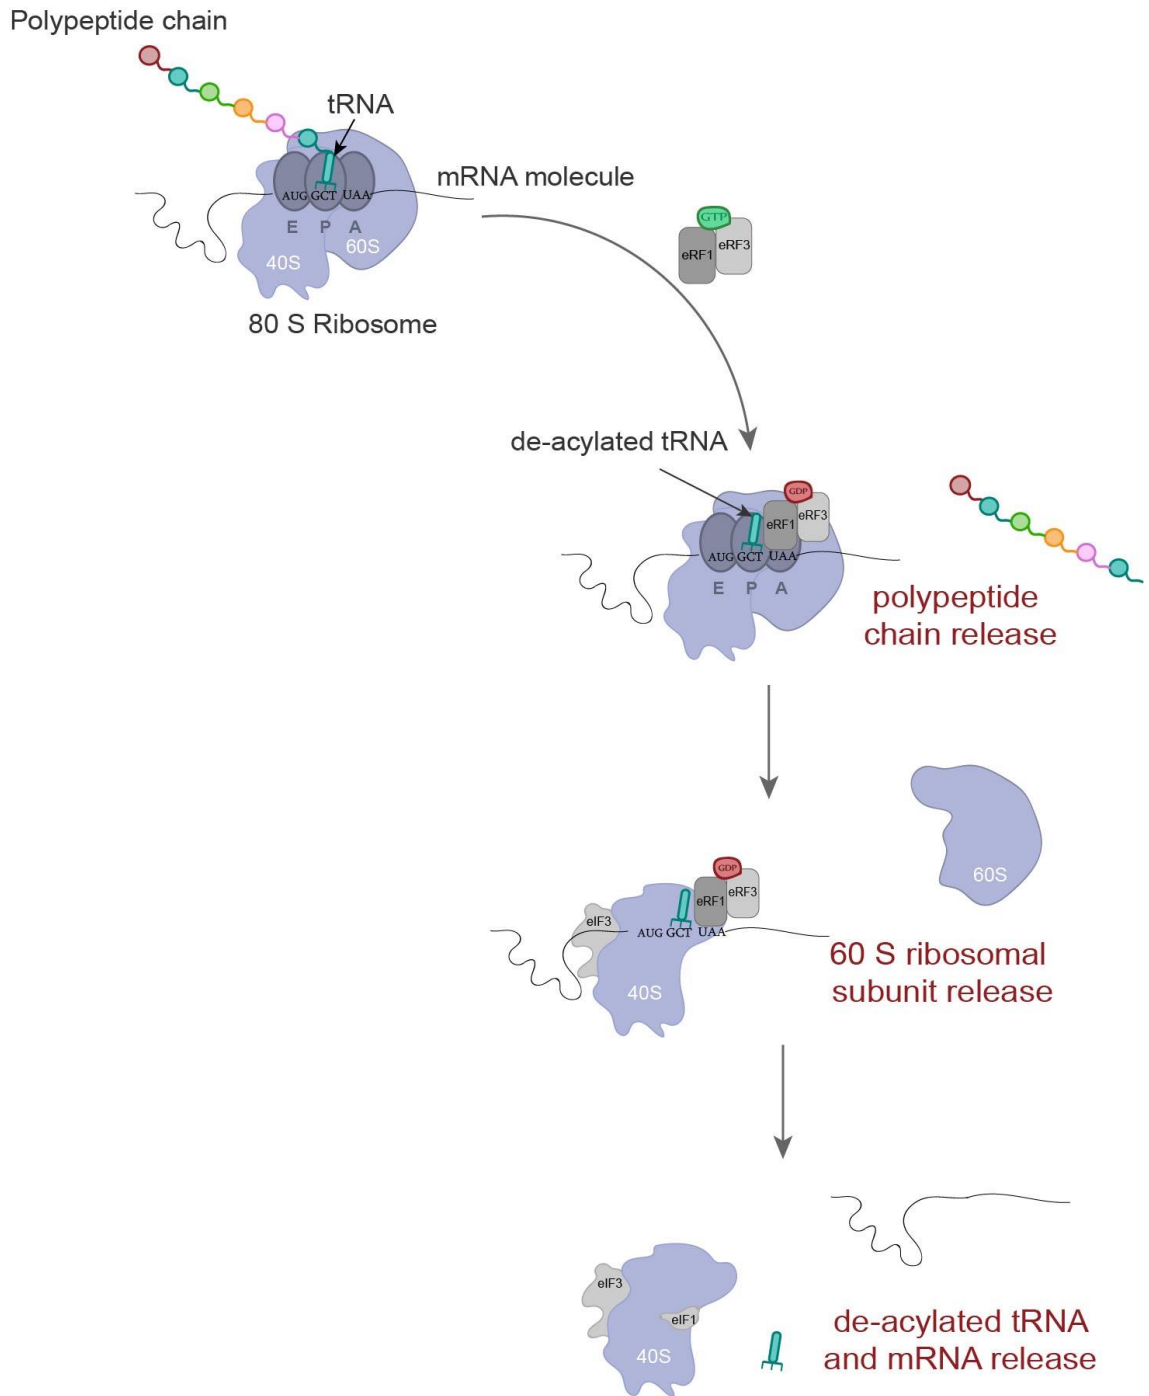 Polypeptide chain
tRNA
mRNA molecule
AUG GCT UAA
E P A
60S
40S
80 S Ribosome
GTP
eRF1
eRF3
de-acylated tRNA
GDP
eRF1
eRF3
AUG GCT UAA
E P A
polypeptide
chain release
60S
GDP
eRF1
eRF3
eIF3
AUG GCT UAA
40S
60 S ribosomal
subunit release
eIF3
eIF1
40S
de-acylated tRNA
and mRNA release